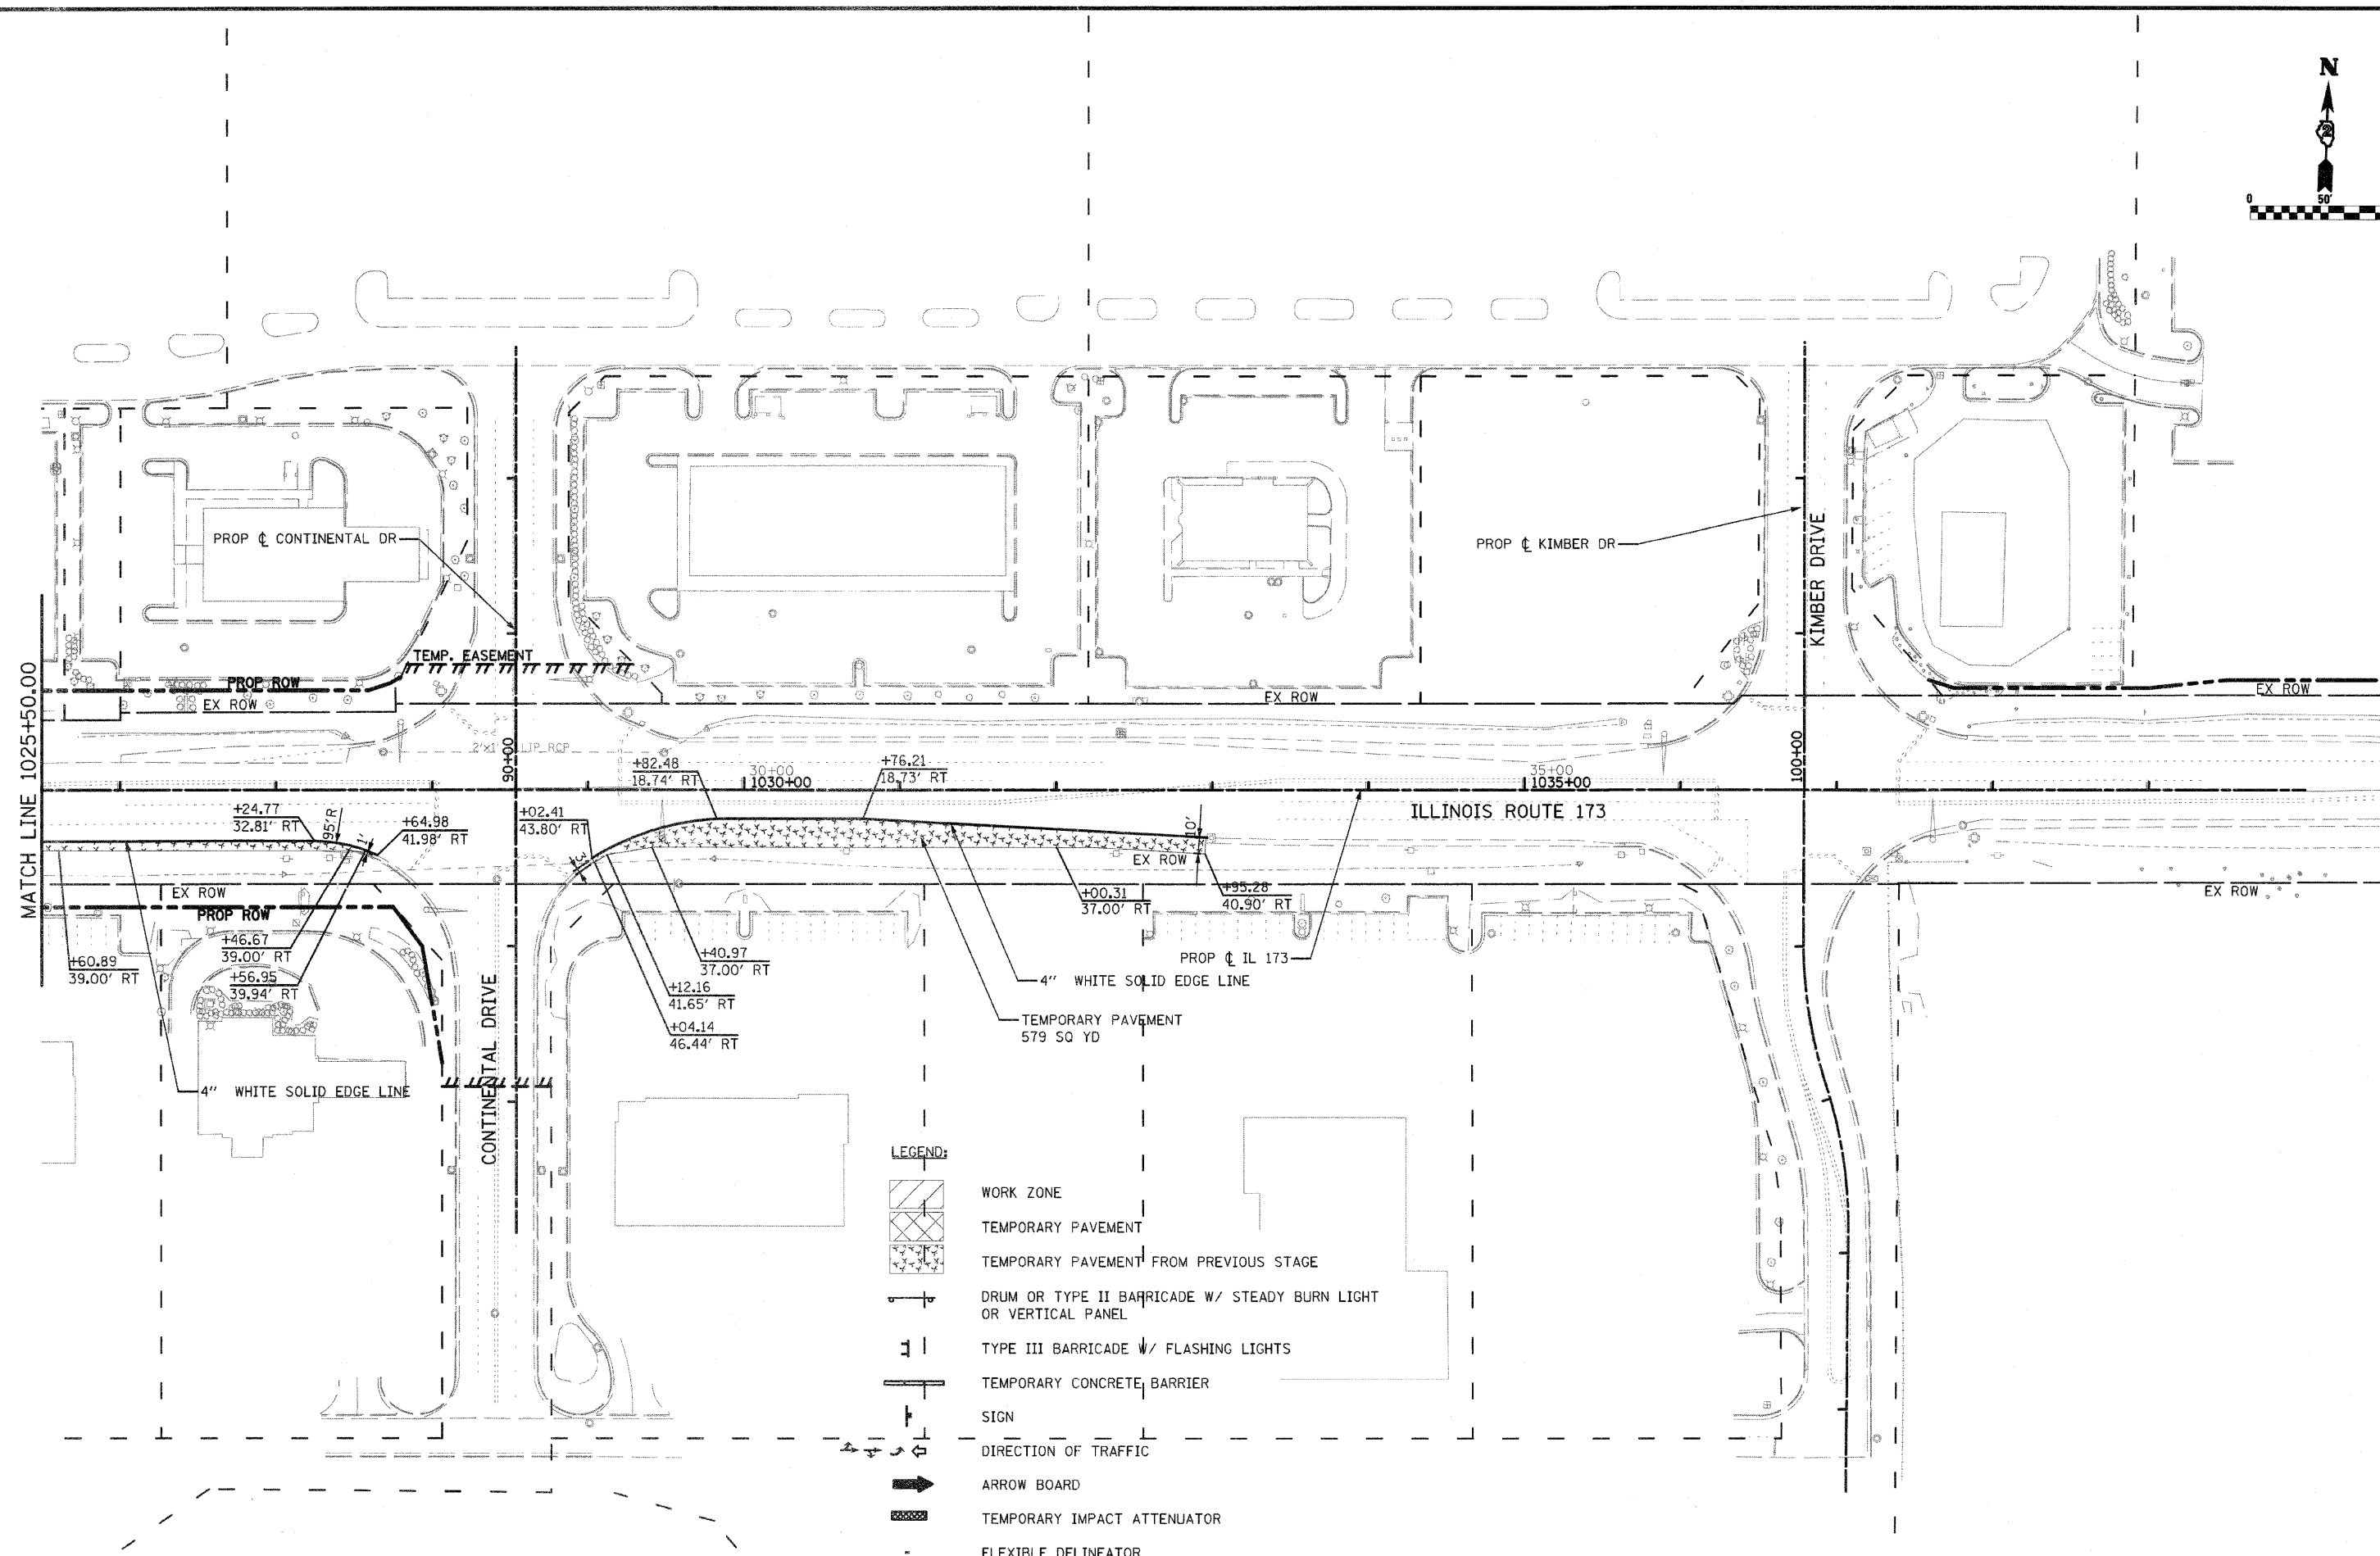 N
2
0
50'
PROP ℄ CONTINENTAL DR
PROP ℄ KIMBER DR
KIMBER DRIVE
TEMP. EASEMENT
PROP ROW
EX ROW
EX ROW
EX ROW
MATCH LINE 1025+50.00
90+00
100+00
+82.48
18.74' RT
30+00
1030+00
+76.21
18.73' RT
35+00
1035+00
ILLINOIS ROUTE 173
+24.77
32.81' RT
95'R
1'
+64.98
41.98' RT
+02.41
43.80' RT
3'
10'
EX ROW
EX ROW
EX ROW
PROP ROW
+00.31
37.00' RT
+95.28
40.90' RT
+46.67
39.00' RT
+60.89
39.00' RT
+56.95
39.94' RT
+40.97
37.00' RT
PROP ℄ IL 173
4" WHITE SOLID EDGE LINE
+12.16
41.65' RT
TEMPORARY PAVEMENT
579 SQ YD
+04.14
46.44' RT
4" WHITE SOLID EDGE LINE
CONTINENTAL DRIVE
LEGEND:
WORK ZONE
TEMPORARY PAVEMENT
TEMPORARY PAVEMENT FROM PREVIOUS STAGE
DRUM OR TYPE II BARRICADE W/ STEADY BURN LIGHT
OR VERTICAL PANEL
TYPE III BARRICADE W/ FLASHING LIGHTS
TEMPORARY CONCRETE BARRIER
SIGN
DIRECTION OF TRAFFIC
ARROW BOARD
TEMPORARY IMPACT ATTENUATOR
FLEXIBLE DELINEATOR